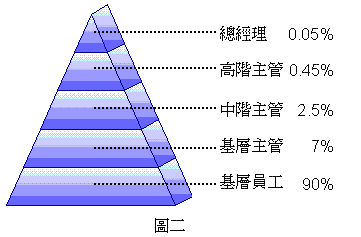 總經理 0.05%
高階主管 0.45%
中階主管 2.5%
基層主管 7%
基層員工 90%
圖二